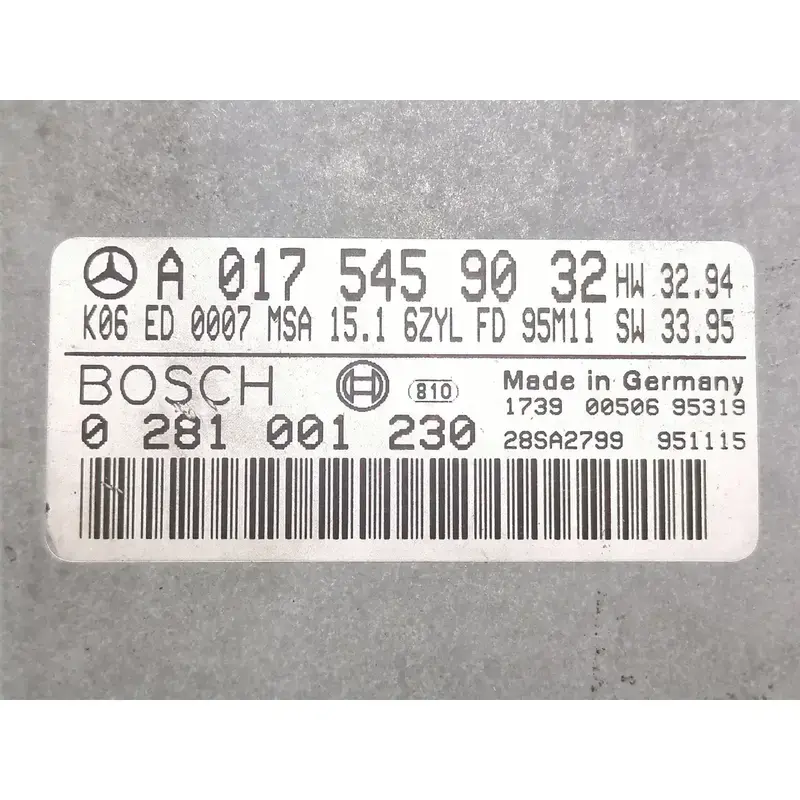 A 017 545 90 32 HW 32.94
K06 ED 0007 MSA 15.1 6ZYL FD 95M11 SW 33.95
BOSCH 810 Made in Germany
1739 00506 95319
0 281 001 230 28SA2799 951115